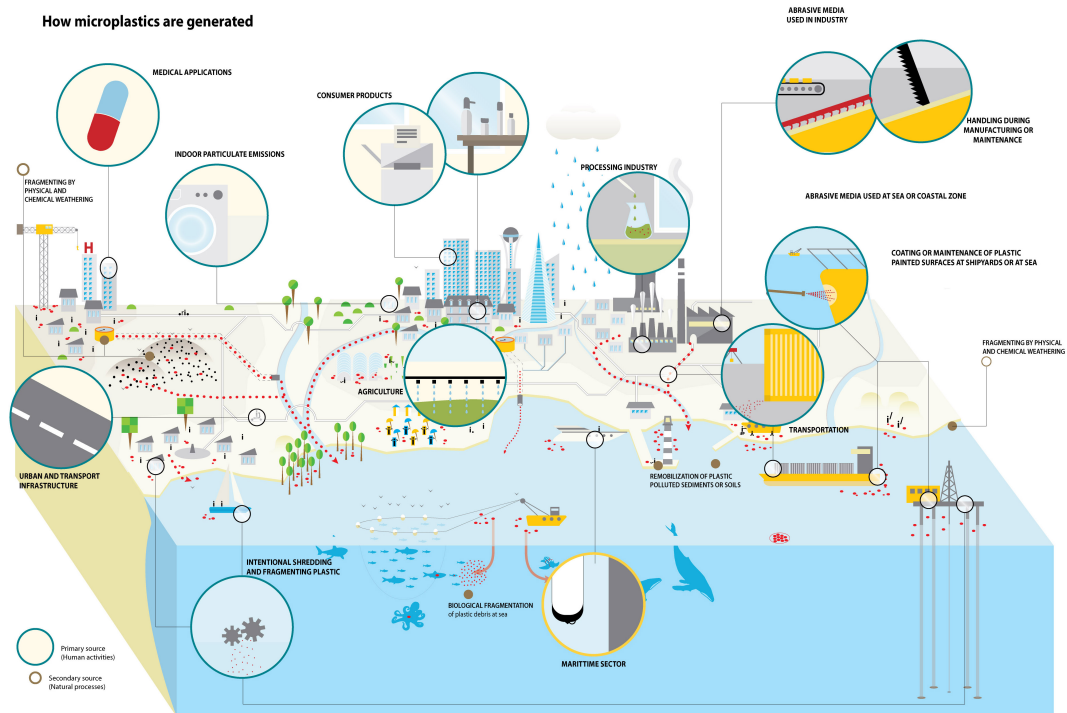 How microplastics are generated
ABRASIVE MEDIA
USED IN INDUSTRY
MEDICAL APPLICATIONS
CONSUMER PRODUCTS
HANDLING DURING
MANUFACTURING OR
MAINTENANCE
INDOOR PARTICULATE EMISSIONS
PROCESSING INDUSTRY
FRAGMENTING BY
PHYSICAL AND
CHEMICAL WEATHERING
ABRASIVE MEDIA USED AT SEA OR COASTAL ZONE
H
COATING OR MAINTENANCE OF PLASTIC
PAINTED SURFACES AT SHIPYARDS OR AT SEA
FRAGMENTING BY PHYSICAL
AND CHEMICAL WEATHERING
AGRICULTURE
TRANSPORTATION
URBAN AND TRANSPORT
INFRASTRUCTURE
REMOBILIZATION OF PLASTIC
POLLUTED SEDIMENTS OR SOILS
INTENTIONAL SHREDDING
AND FRAGMENTING PLASTIC
BIOLOGICAL FRAGMENTATION
of plastic debris at sea
MARITTIME SECTOR
Primary source
(Human activities)
Secondary source
(Natural processes)